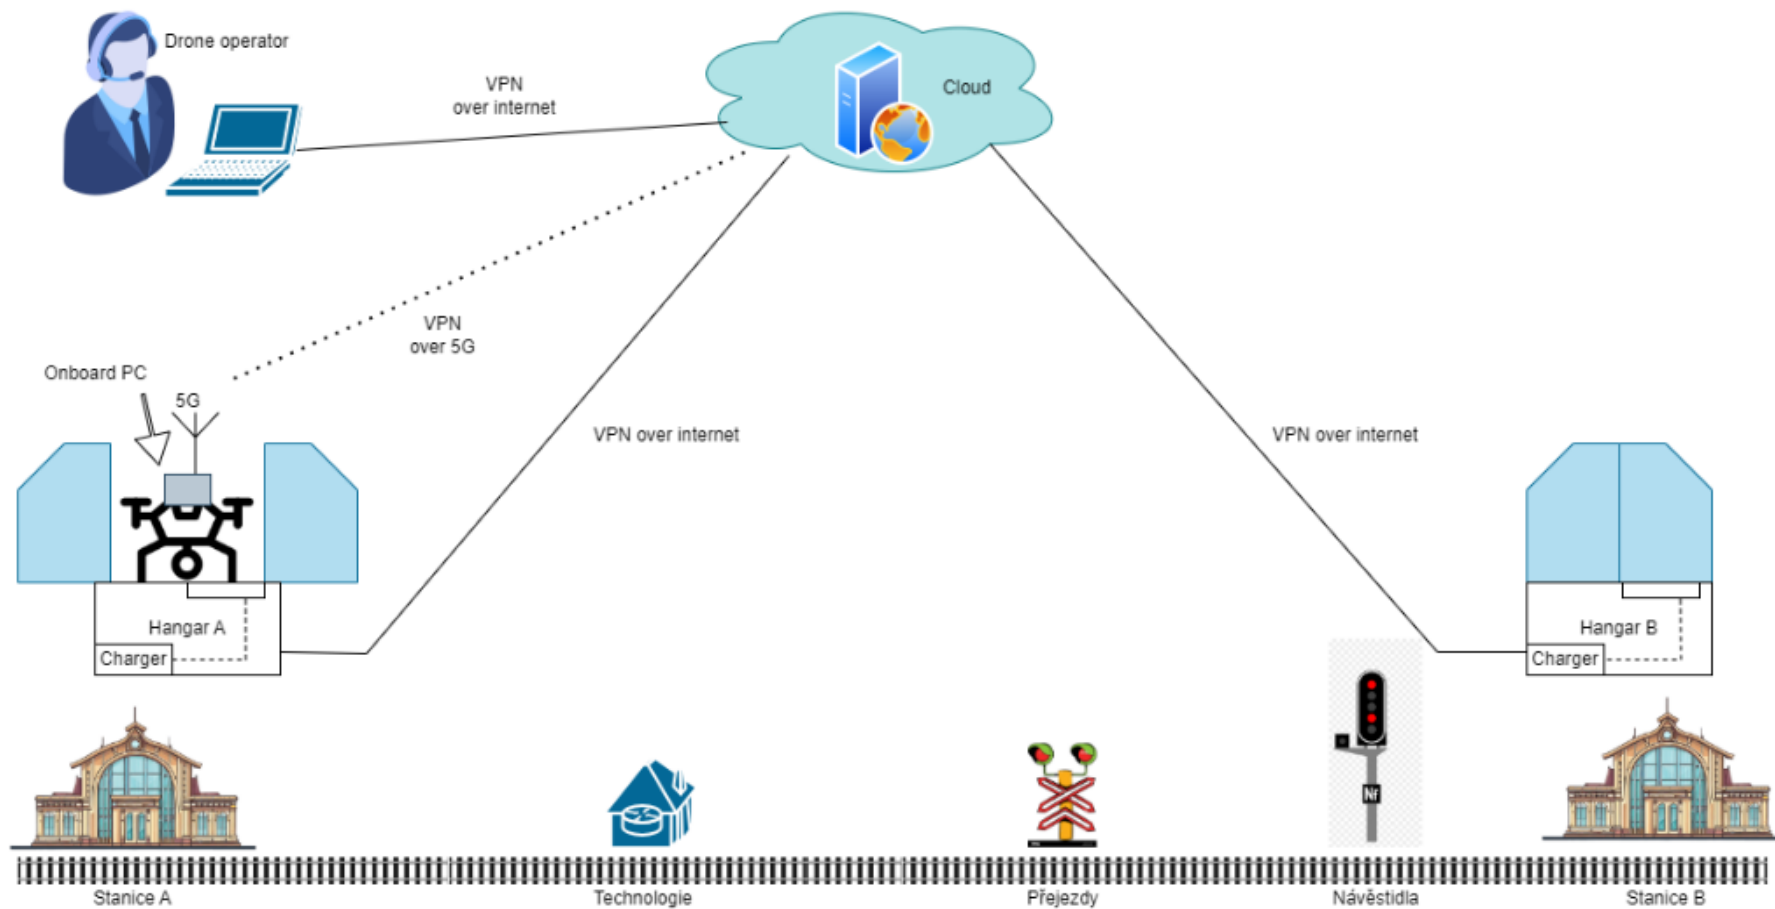 Drone operator
VPN
over internet
Cloud
VPN
over 5G
Onboard PC
5G
VPN over internet
VPN over internet
Hangar A
Charger
Hangar B
Charger
Nf
Stanice A
Technologie
Přejezdy
Návěstidla
Stanice B